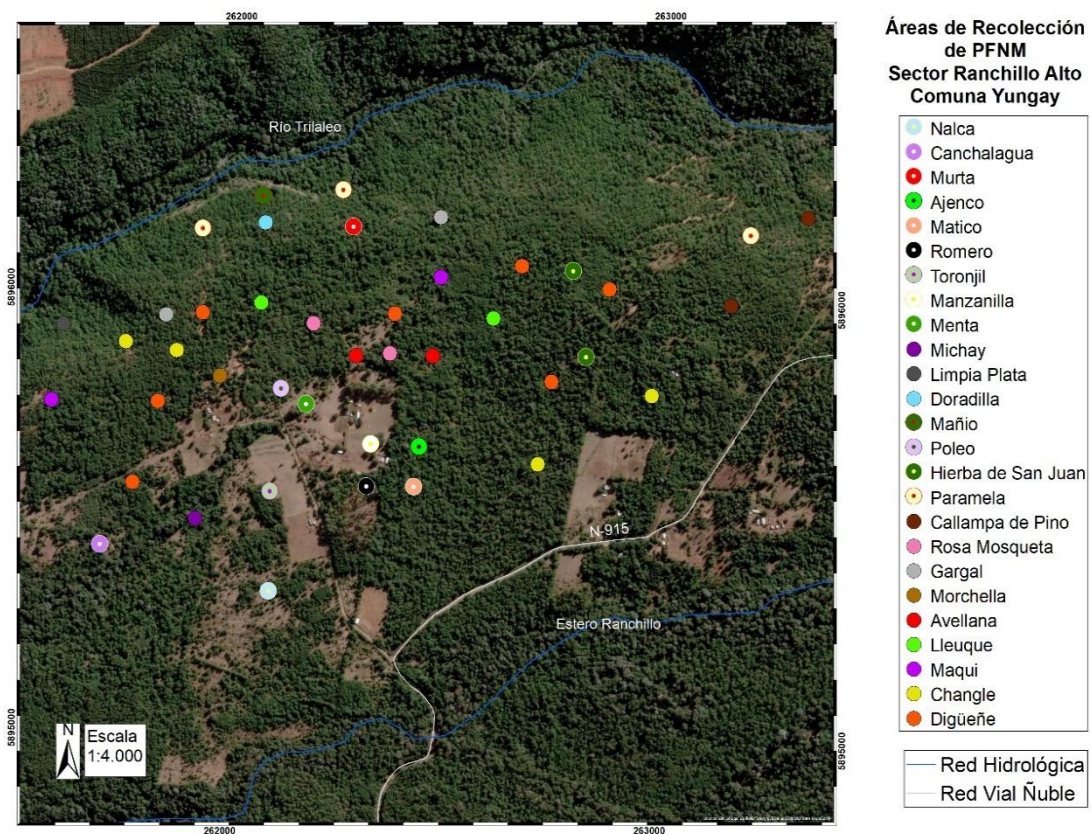 262000
263000
Áreas de Recolección
de PFNM
Sector Ranchillo Alto
Comuna Yungay
Nalca
Canchalagua
Murta
Ajenco
Matico
Romero
Toronjil
Manzanilla
Menta
Michay
Limpia Plata
Doradilla
Mañio
Poleo
Hierba de San Juan
Paramela
Callampa de Pino
Rosa Mosqueta
Gargal
Morchella
Avellana
Lleuque
Maqui
Changle
Digüeñe
Red Hidrológica
Red Vial Ñuble
Río Trilaleo
5896000
5896000
N-915
Estero Ranchillo
5895000
5895000
N
Escala
1:4.000
262000
263000